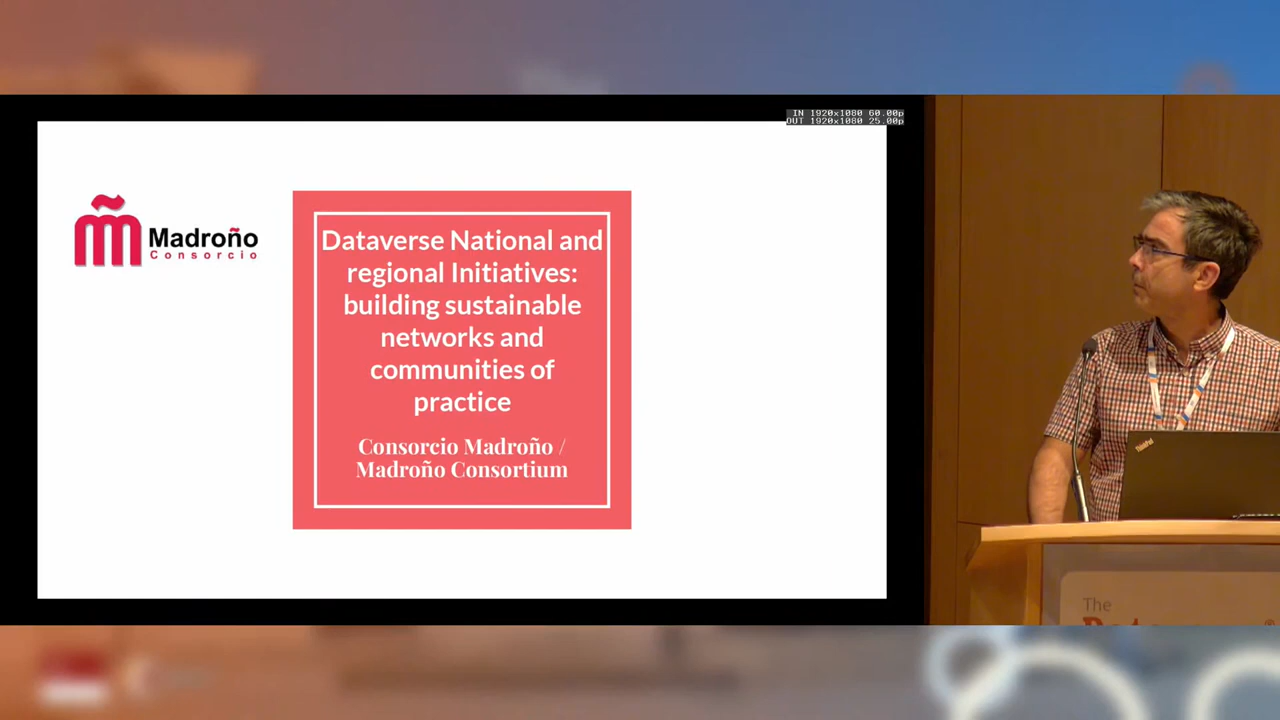 IN 1920x1080 60.00p
OUT 1920x1080 25.00p
Madroño
Consorcio
Dataverse National and
regional Initiatives:
building sustainable
networks and
communities of
practice
Consorcio Madroño /
Madroño Consortium
ThinkPad
The